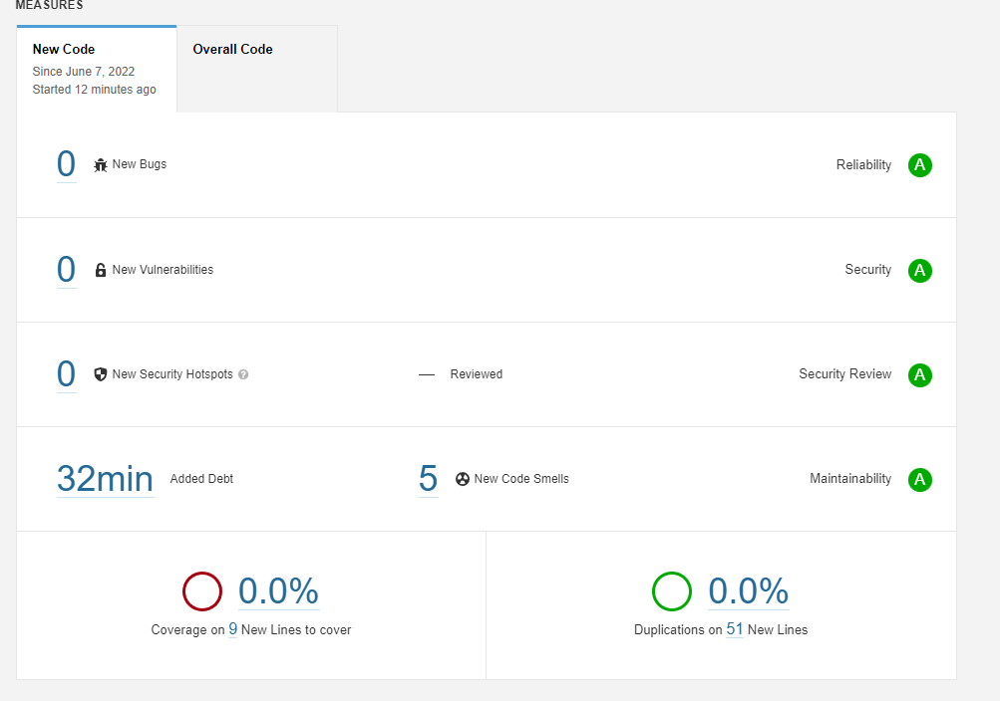 MEASURES
New Code
Overall Code
Since June 7, 2022
Started 12 minutes ago
0 New Bugs
Reliability A
0 New Vulnerabilities
Security A
0 New Security Hotspots ?
— Reviewed
Security Review A
32min Added Debt
5 New Code Smells
Maintainability A
0.0%
Coverage on 9 New Lines to cover
0.0%
Duplications on 51 New Lines